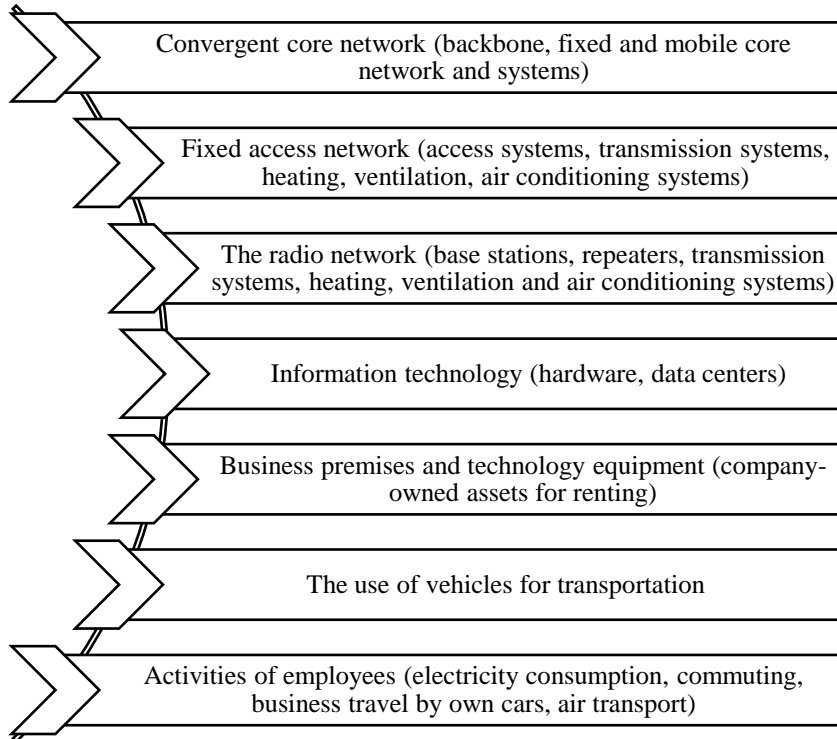 Convergent core network (backbone, fixed and mobile core
network and systems)
Fixed access network (access systems, transmission systems,
heating, ventilation, air conditioning systems)
The radio network (base stations, repeaters, transmission
systems, heating, ventilation and air conditioning systems)
Information technology (hardware, data centers)
Business premises and technology equipment (company-
owned assets for renting)
The use of vehicles for transportation
Activities of employees (electricity consumption, commuting,
business travel by own cars, air transport)